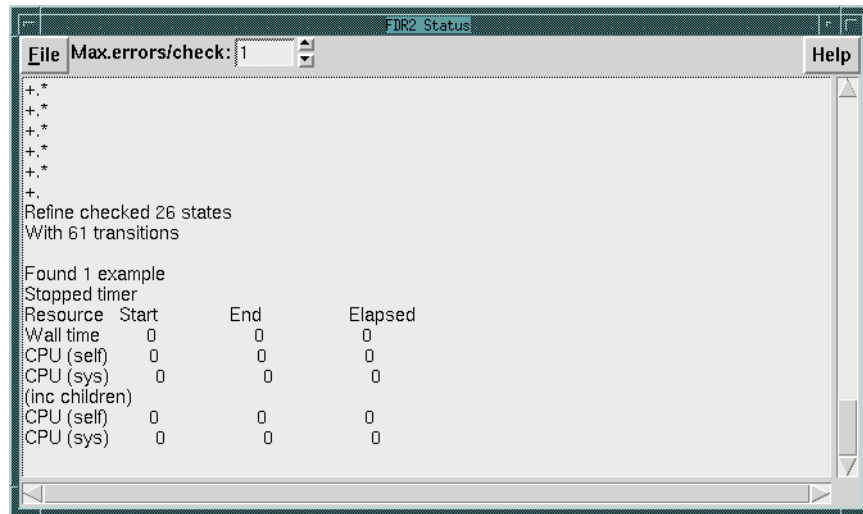 FDR2 Status
File Max.errors/check: 1 Help
+.*
+.*
+.*
+.*
+.*
+.
Refine checked 26 states
With 61 transitions
Found 1 example
Stopped timer
Resource Start End Elapsed
Wall time 0 0 0
CPU (self) 0 0 0
CPU (sys) 0 0 0
(inc children)
CPU (self) 0 0 0
CPU (sys) 0 0 0